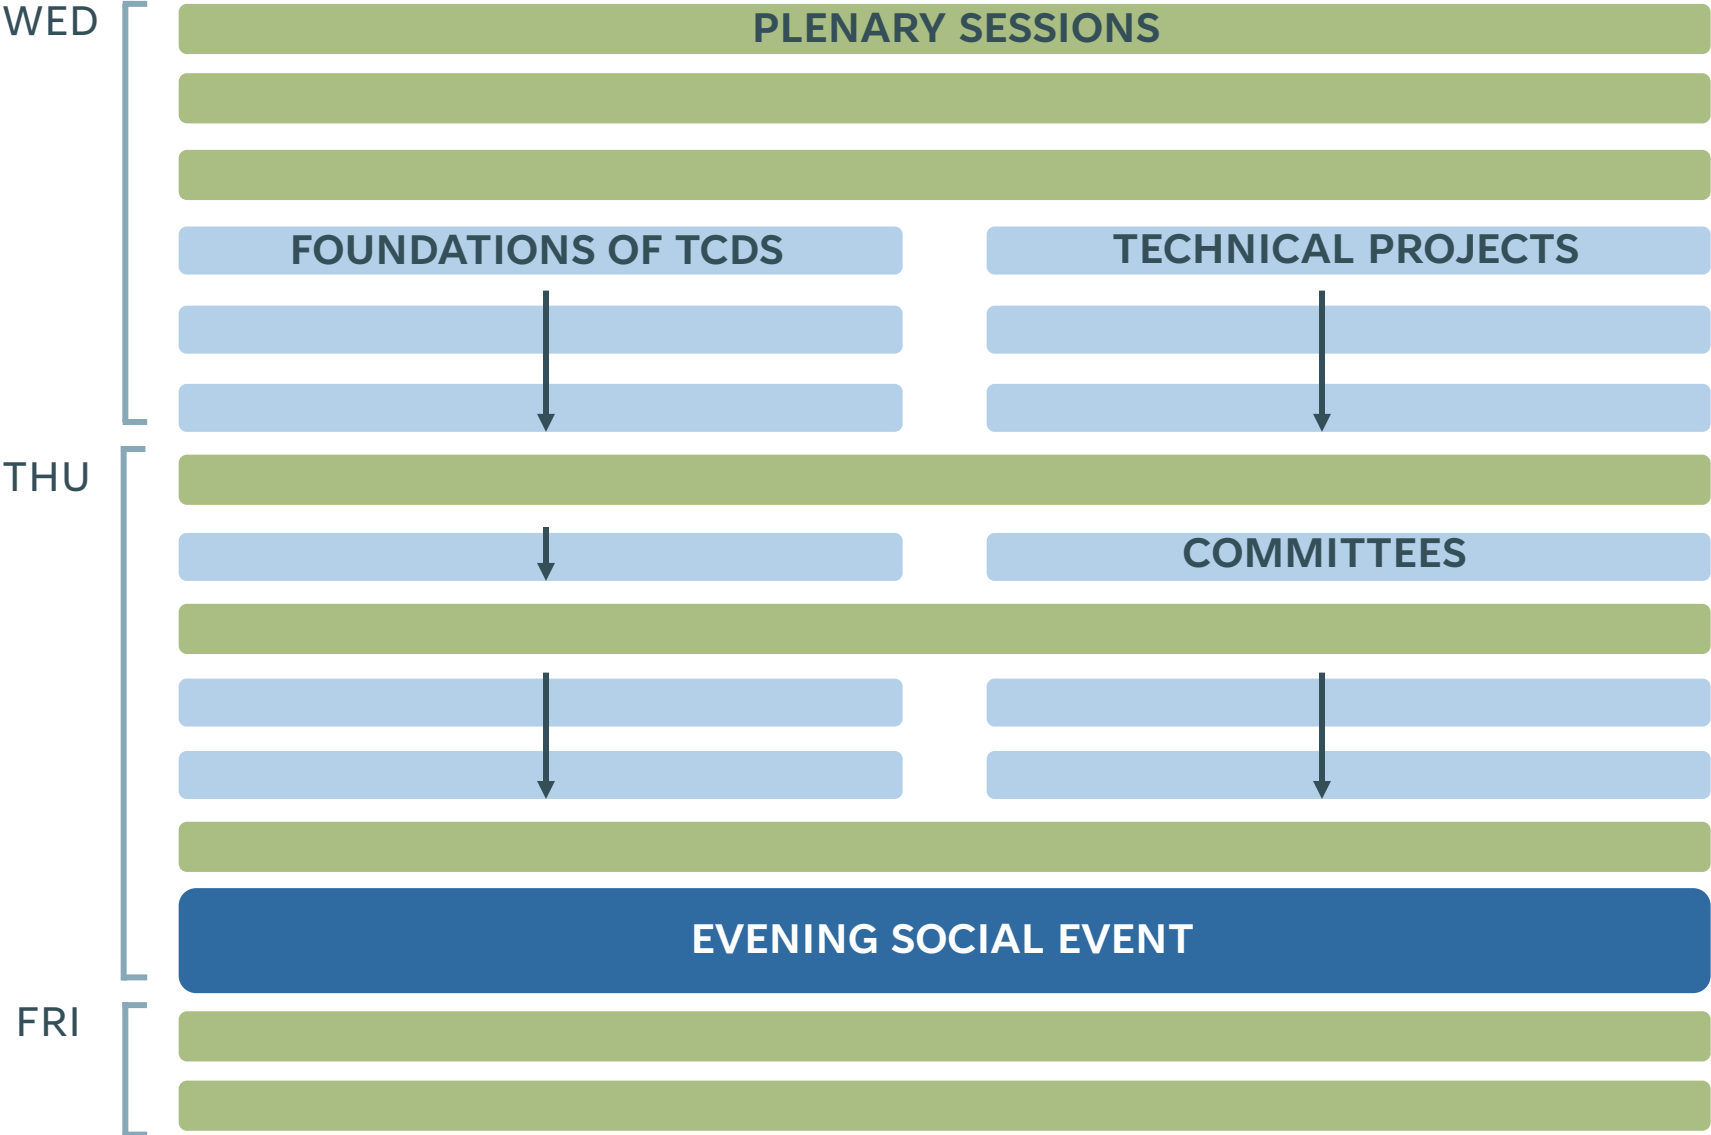 WED
PLENARY SESSIONS
FOUNDATIONS OF TCDS
TECHNICAL PROJECTS
THU
COMMITTEES
EVENING SOCIAL EVENT
FRI